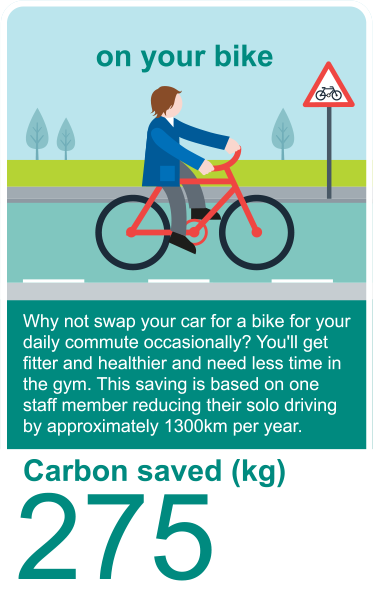 on your bike
Why not swap your car for a bike for your
daily commute occasionally? You'll get
fitter and healthier and need less time in
the gym. This saving is based on one
staff member reducing their solo driving
by approximately 1300km per year.
Carbon saved (kg)
275